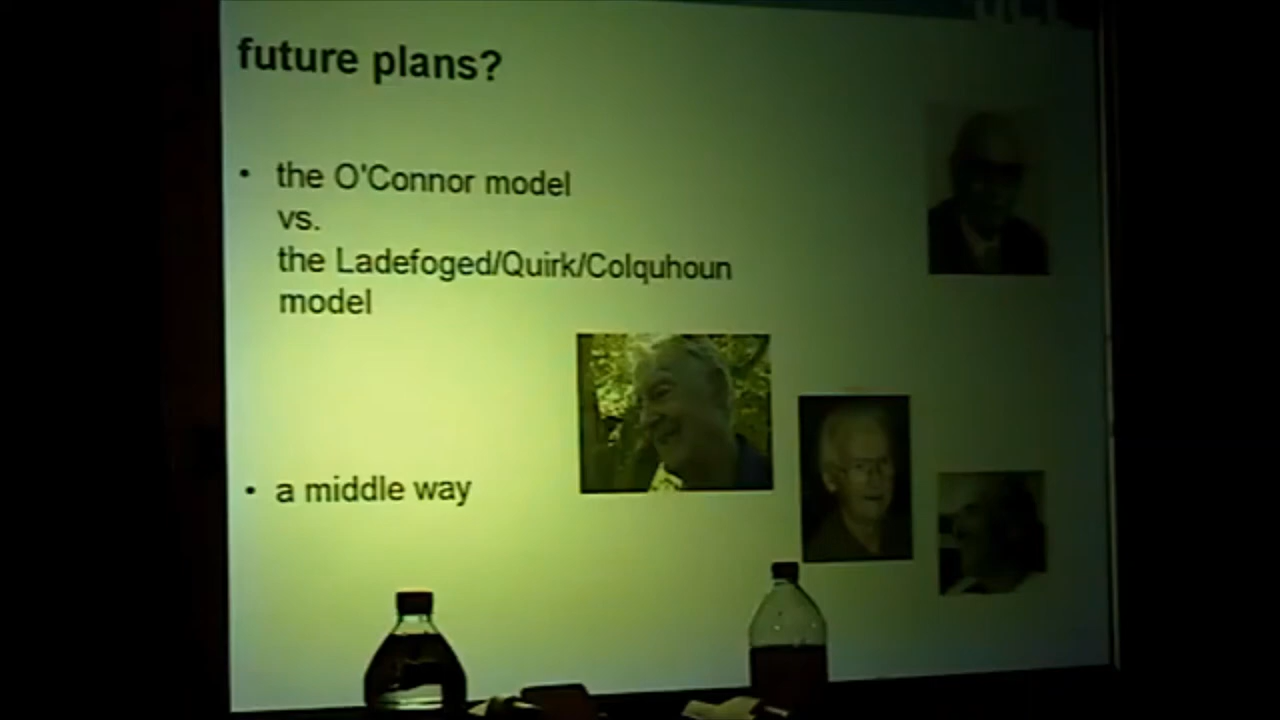 future plans?
• the O'Connor model
vs.
the Ladefoged/Quirk/Colquhoun
model
• a middle way